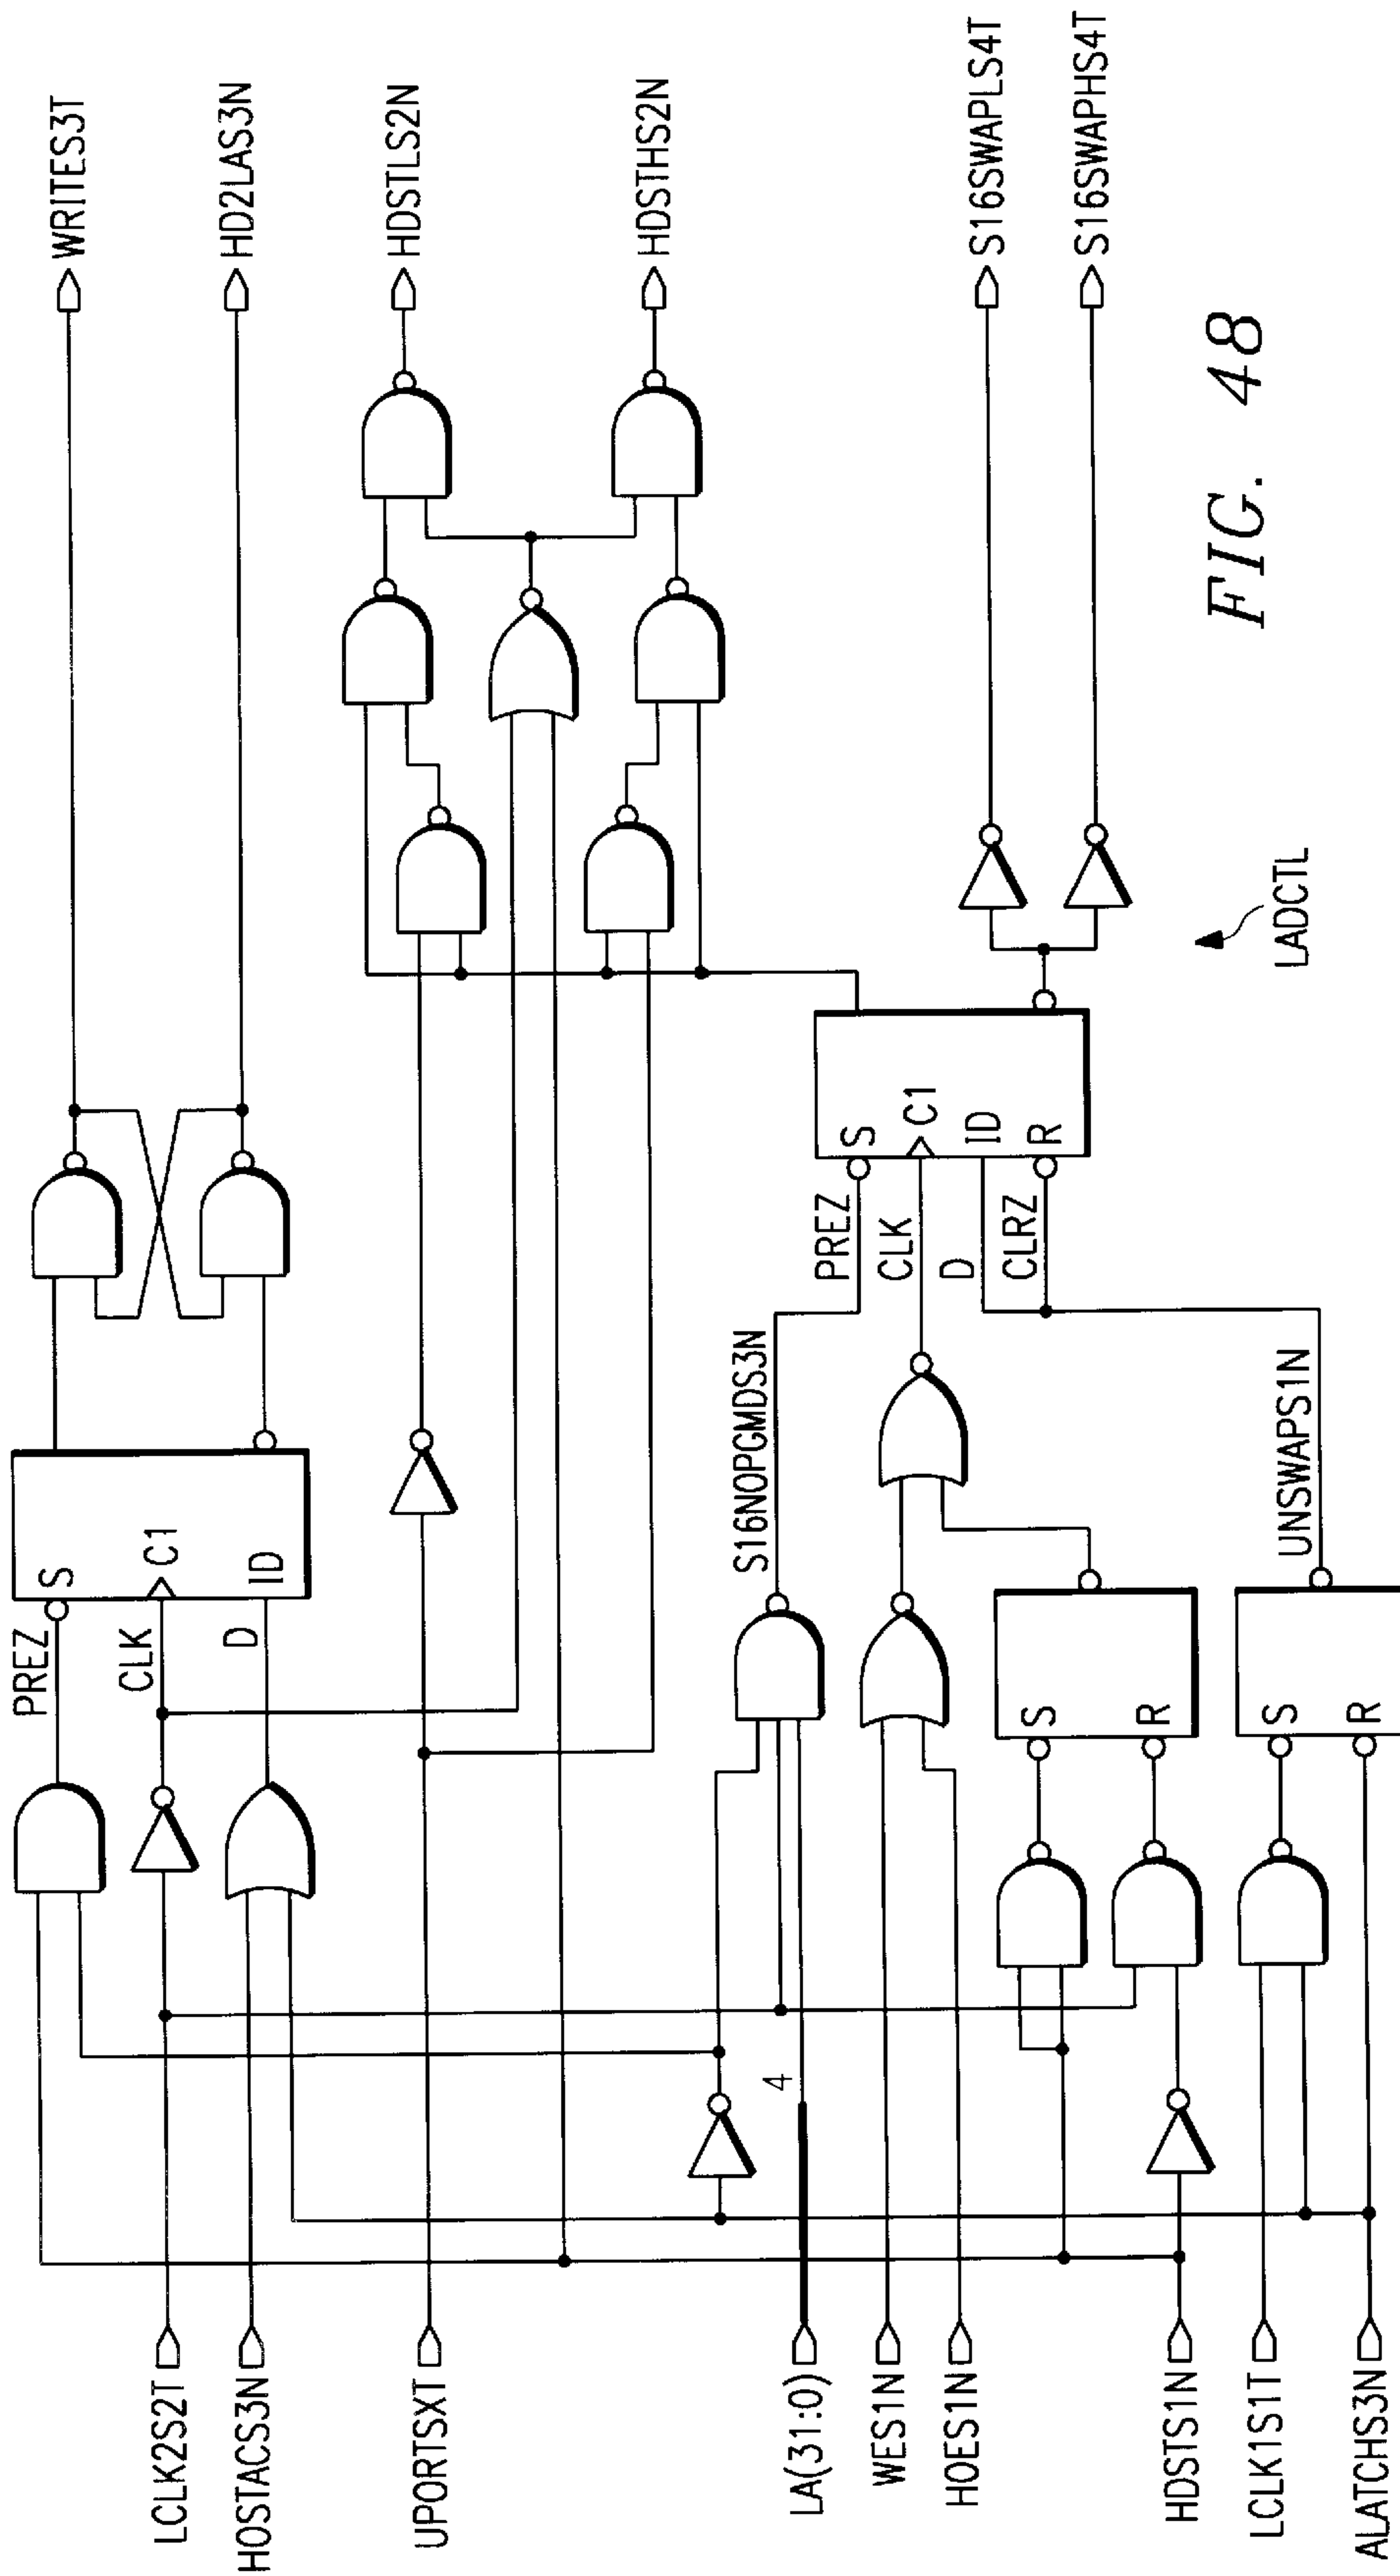 LCLK2S2T
HOSTACS3N
UPORTSXT
LA(31:0)
4
WES1N
HOES1N
HDSTS1N
LCLK1S1T
ALATCHS3N
PREZ
CLK
D
S
C1
ID
S16NOPGMDS3N
S
R
S
R
UNSWAPS1N
PREZ
CLK
D
CLRZ
S
C1
ID
R
WRITES3T
HD2LAS3N
HDSTLS2N
HDSTHS2N
S16SWAPLS4T
S16SWAPHS4T
LADCTL
FIG. 48